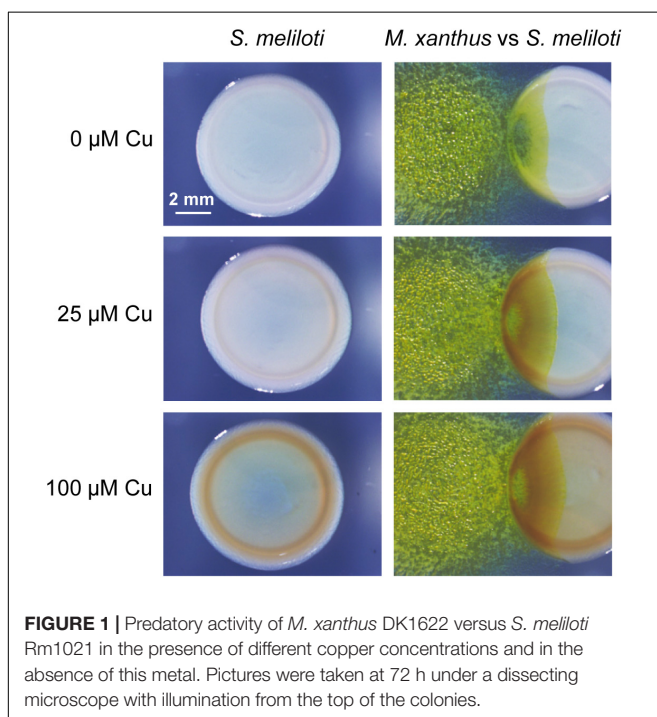 S. meliloti
M. xanthus vs S. meliloti
0 µM Cu
2 mm
25 µM Cu
100 µM Cu
FIGURE 1 | Predatory activity of M. xanthus DK1622 versus S. meliloti
Rm1021 in the presence of different copper concentrations and in the
absence of this metal. Pictures were taken at 72 h under a dissecting
microscope with illumination from the top of the colonies.